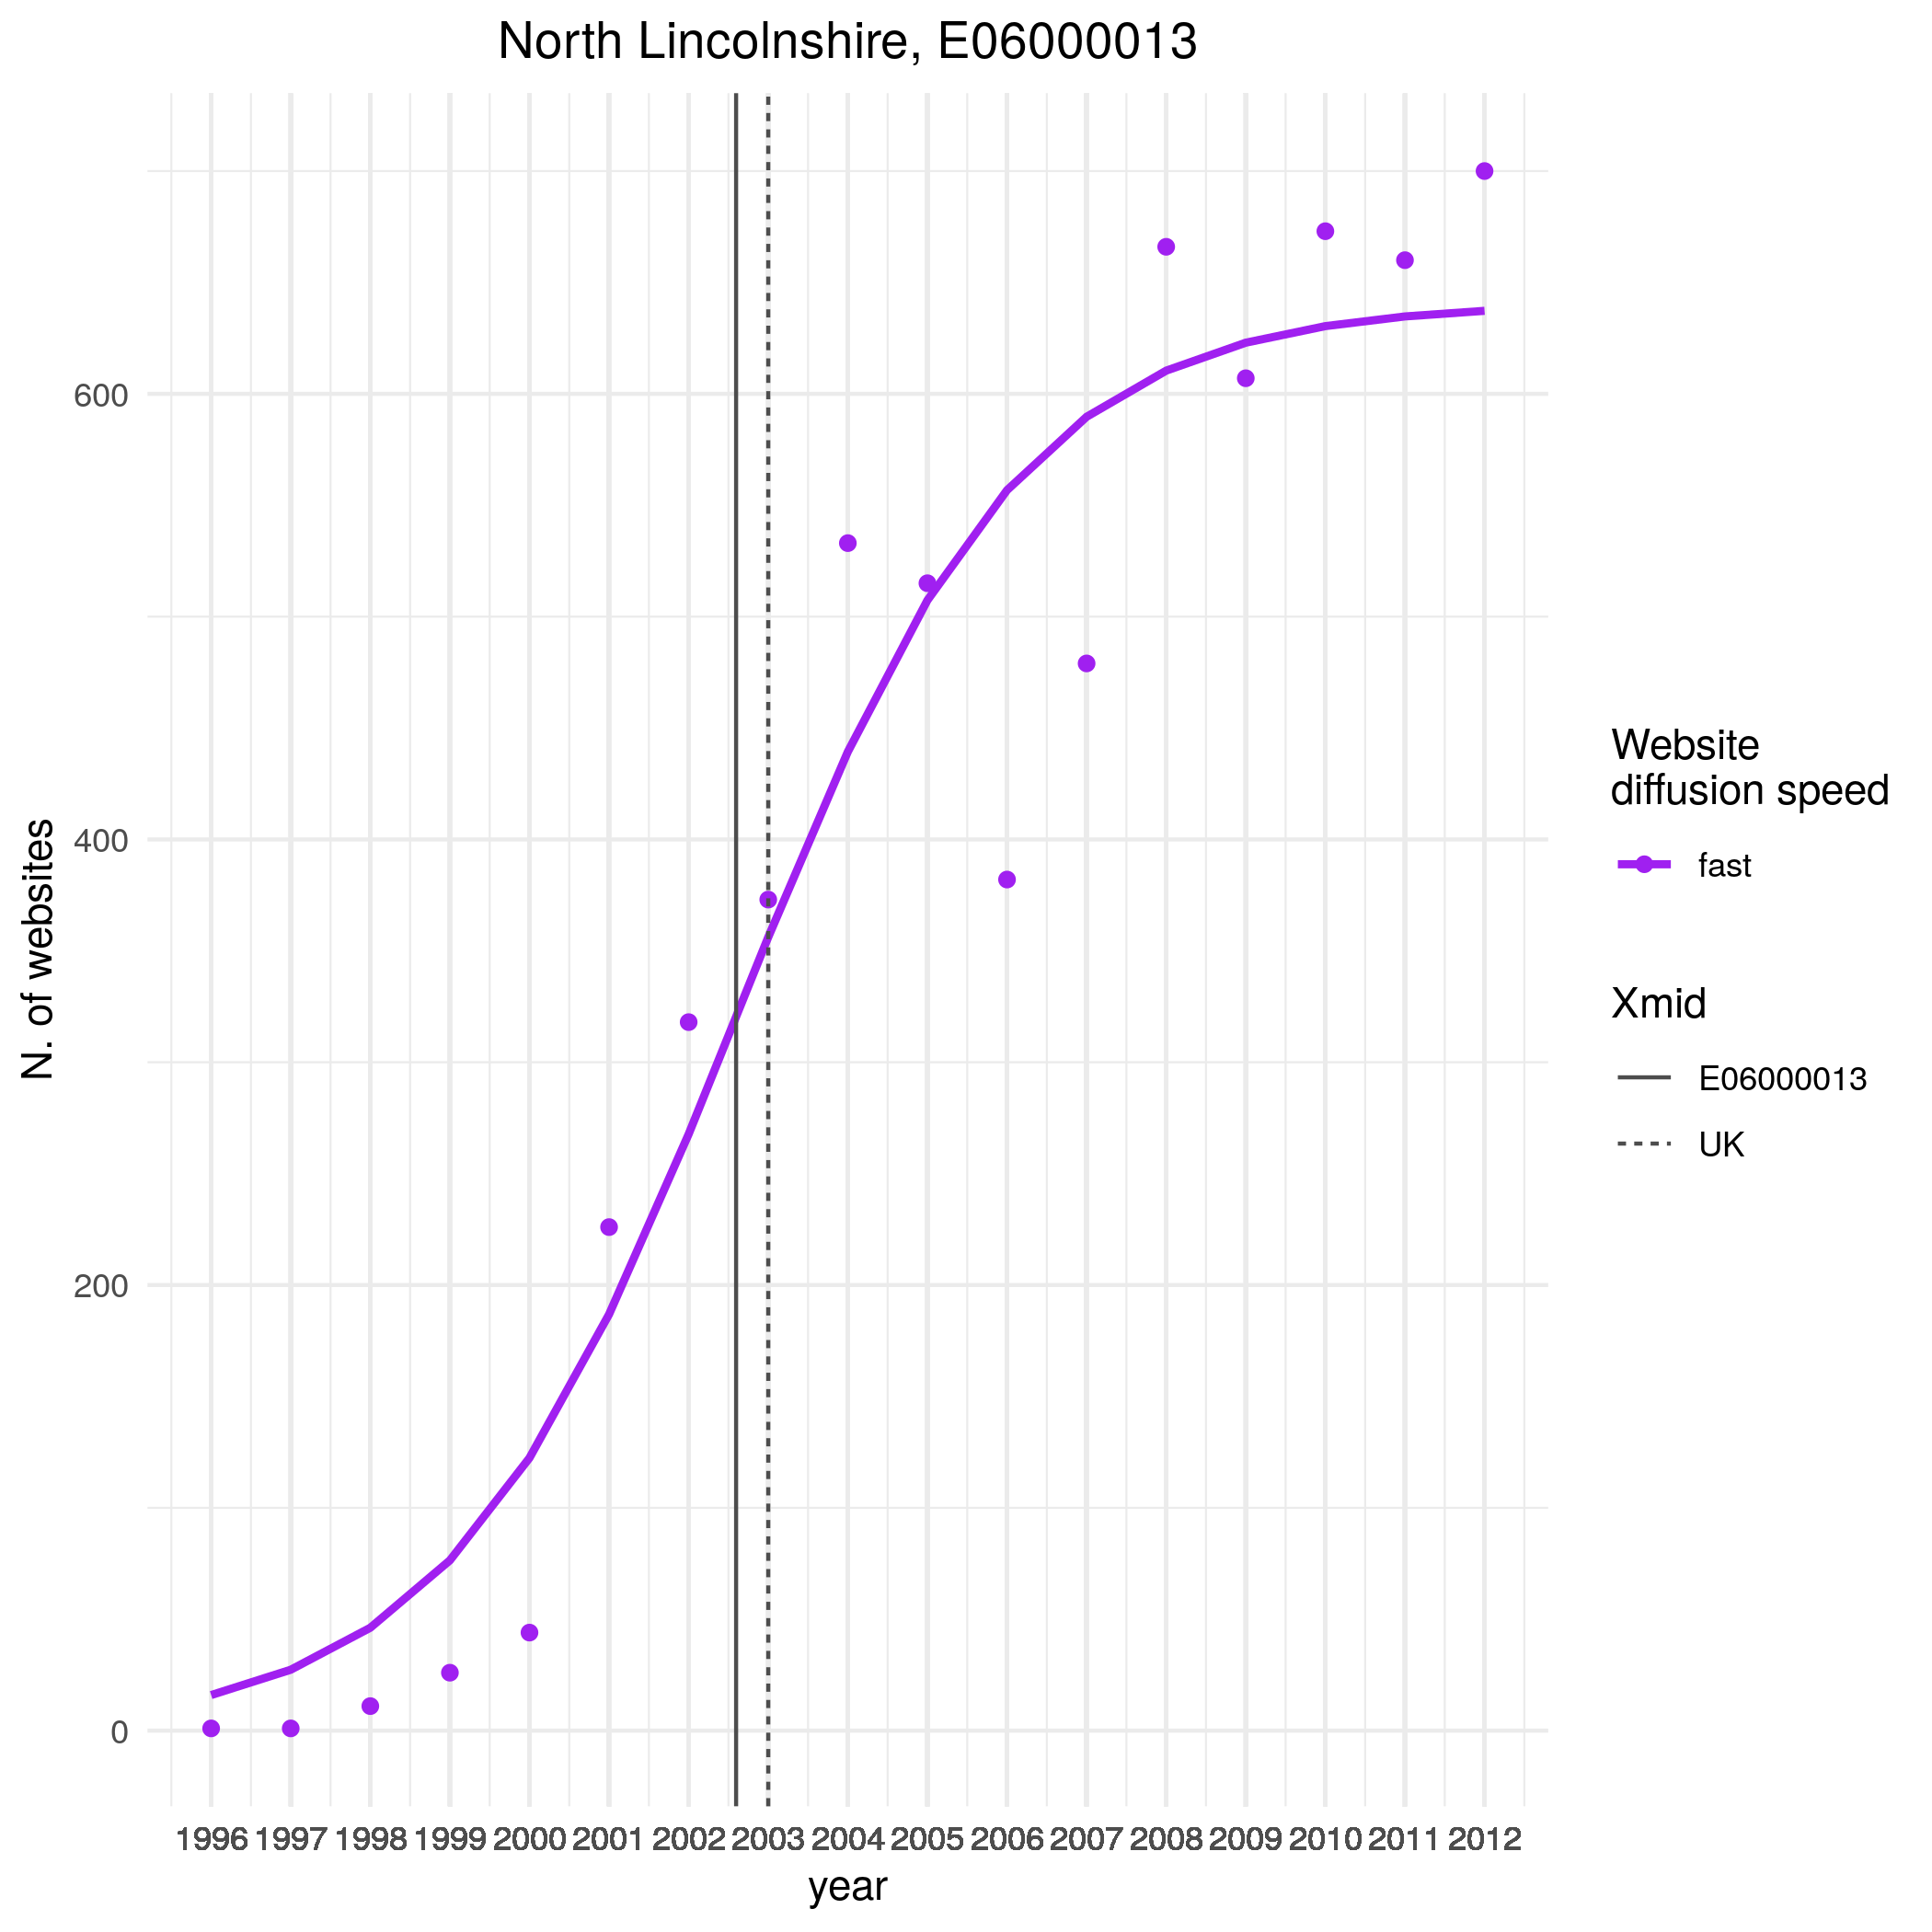 North Lincolnshire, E06000013
N. of websites
600
400
200
0
1996 1997 1998 1999 2000 2001 2002 2003 2004 2005 2006 2007 2008 2009 2010 2011 2012
year
Website
diffusion speed
fast
Xmid
E06000013
UK